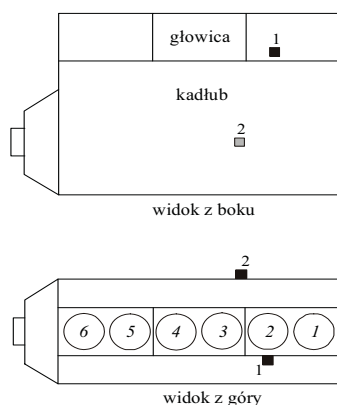 głowica
1
kadłub
2
widok z boku
2
6 5 4 3 2 1
1
widok z góry